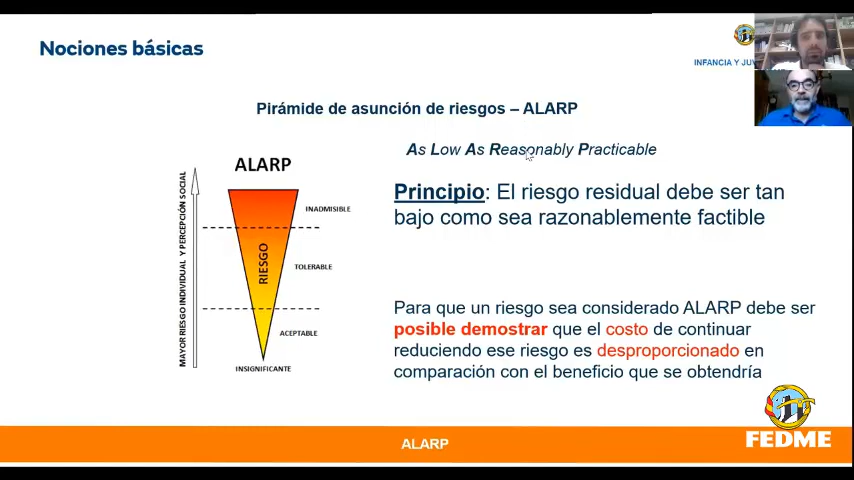 Nociones básicas
INFANCIA Y
Pirámide de asunción de riesgos – ALARP
As Low As Reasonably Practicable
ALARP
MAYOR RIESGO INDIVIDUAL Y PERCEPCIÓN SOCIAL
RIESGO
INADMISIBLE
TOLERABLE
ACEPTABLE
INSIGNIFICANTE
Principio: El riesgo residual debe ser tan
bajo como sea razonablemente factible
Para que un riesgo sea considerado ALARP debe ser
posible demostrar que el costo de continuar
reduciendo ese riesgo es desproporcionado en
comparación con el beneficio que se obtendría
ALARP
FEDME